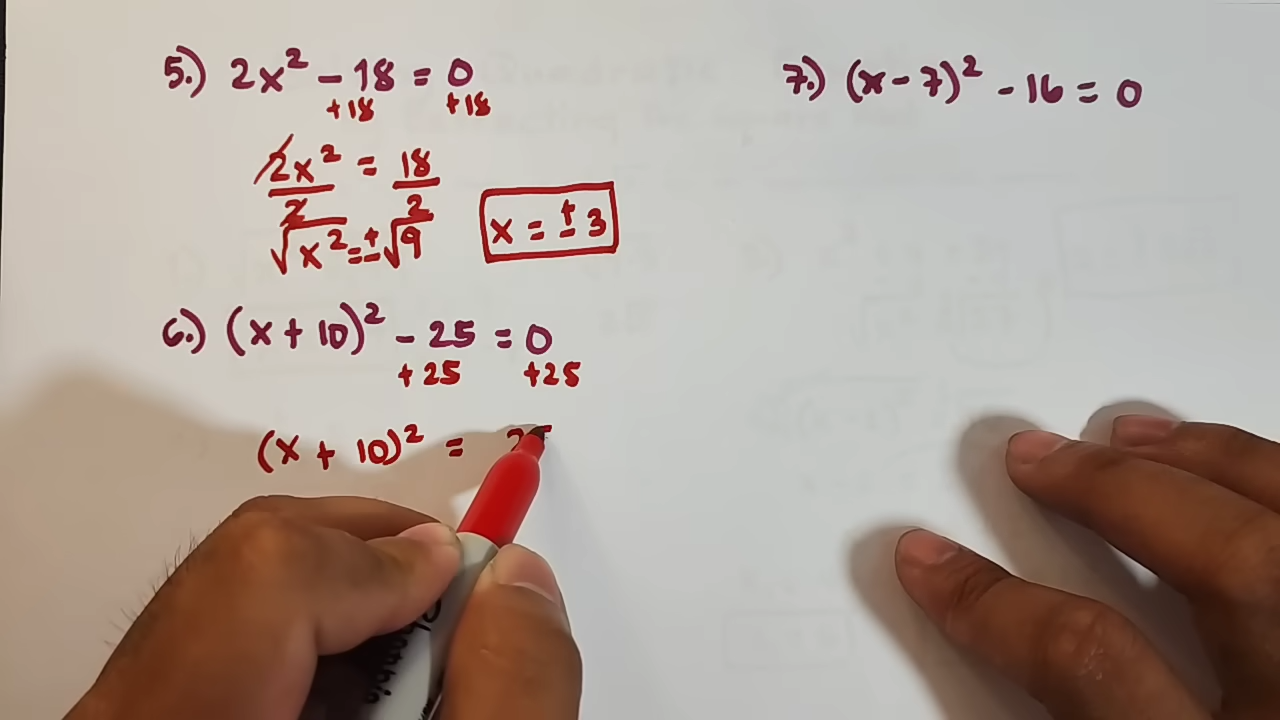 5.) 2x² - 18 = 0
+18 +18
2x² = 18
2 2
√x² = ± √9
x = ± 3
6.) (x + 10)² - 25 = 0
+25 +25
(x + 10)² = 25
7.) (x - 7)² - 16 = 0